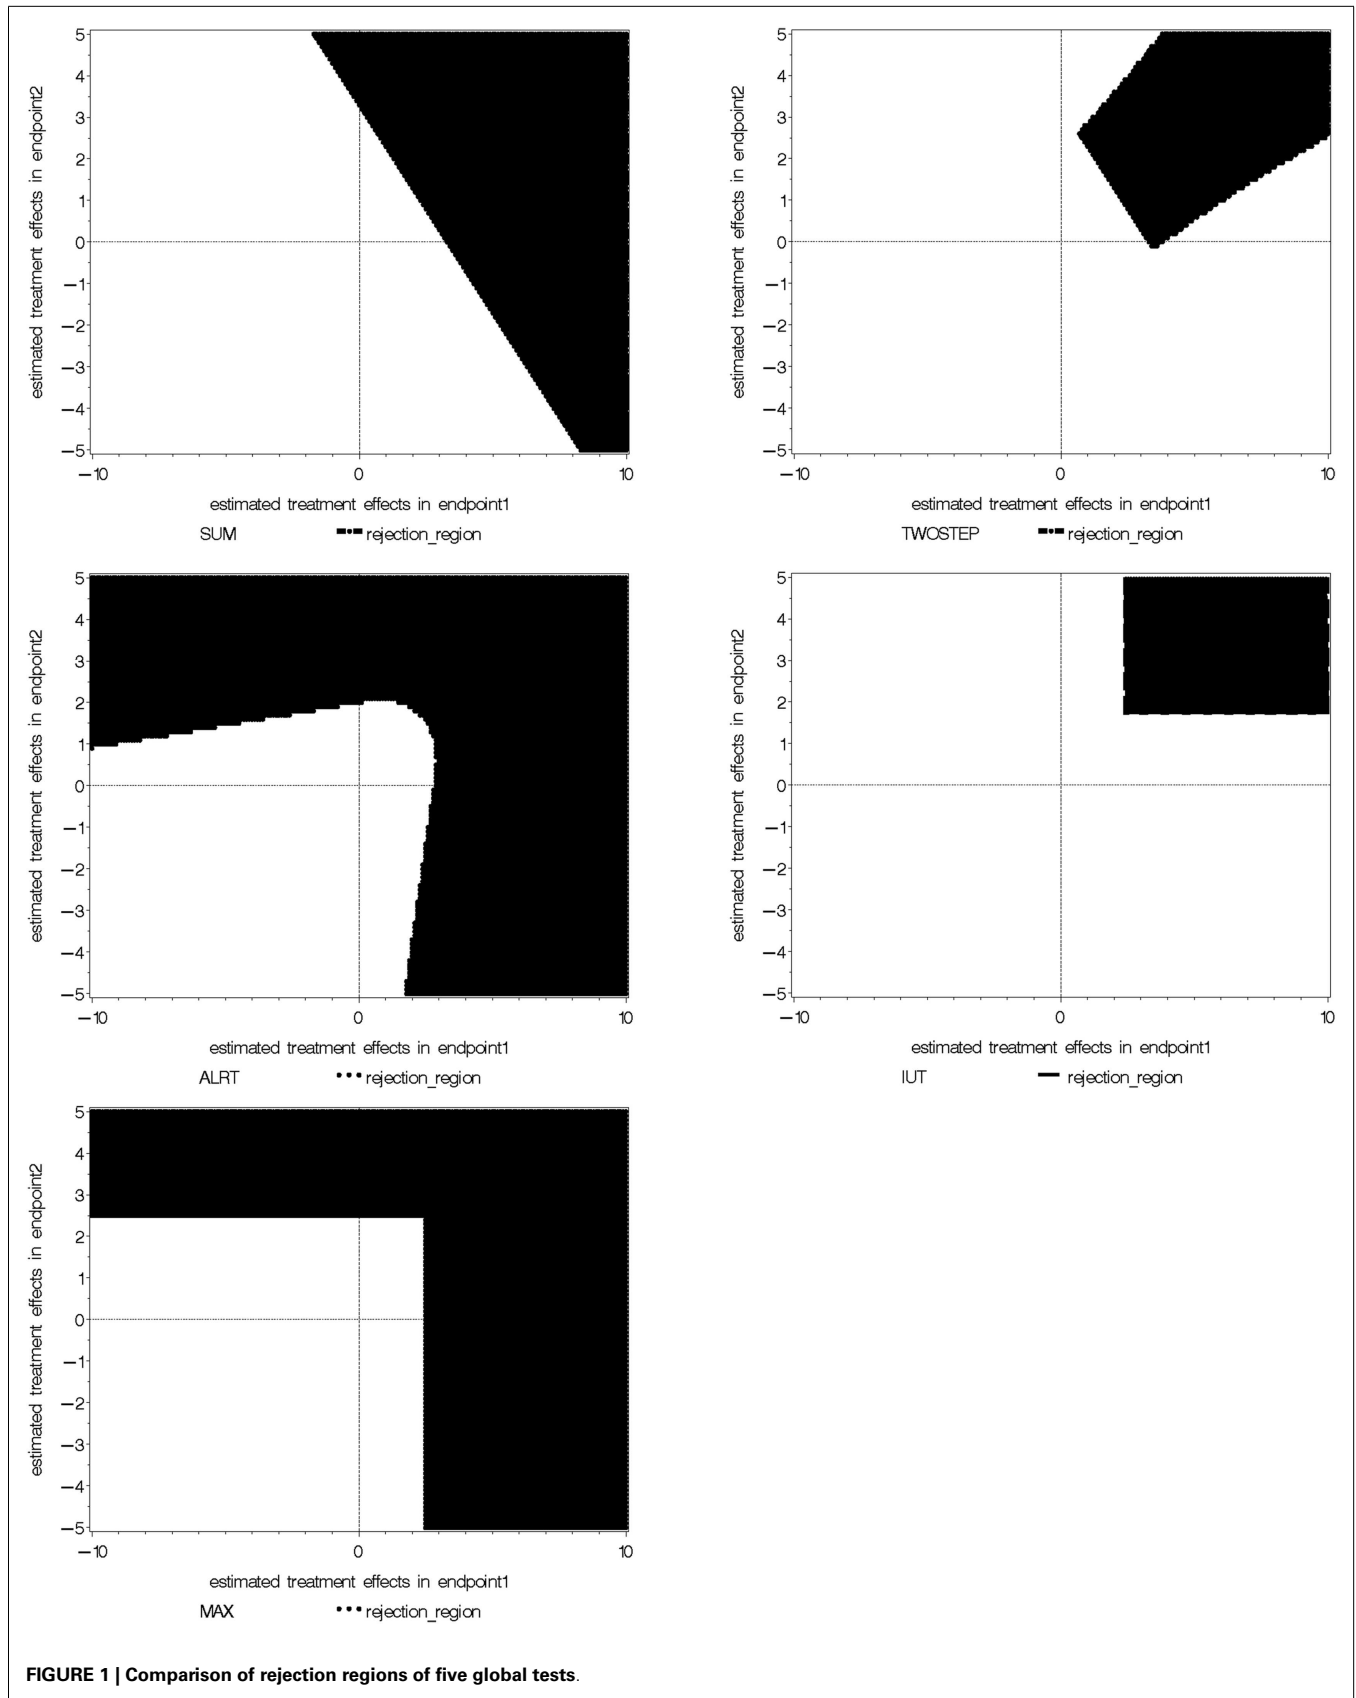 5
4
3
2
1
0
−1
−2
−3
−4
−5
estimated treatment effects in endpoint2
−10 0 10
estimated treatment effects in endpoint1
SUM rejection_region
5
4
3
2
1
0
−1
−2
−3
−4
−5
estimated treatment effects in endpoint2
−10 0 10
estimated treatment effects in endpoint1
TWOSTEP rejection_region
5
4
3
2
1
0
−1
−2
−3
−4
−5
estimated treatment effects in endpoint2
−10 0 10
estimated treatment effects in endpoint1
ALRT rejection_region
5
4
3
2
1
0
−1
−2
−3
−4
−5
estimated treatment effects in endpoint2
−10 0 10
estimated treatment effects in endpoint1
IUT rejection_region
5
4
3
2
1
0
−1
−2
−3
−4
−5
estimated treatment effects in endpoint2
−10 0 10
estimated treatment effects in endpoint1
MAX rejection_region
FIGURE 1 | Comparison of rejection regions of five global tests.